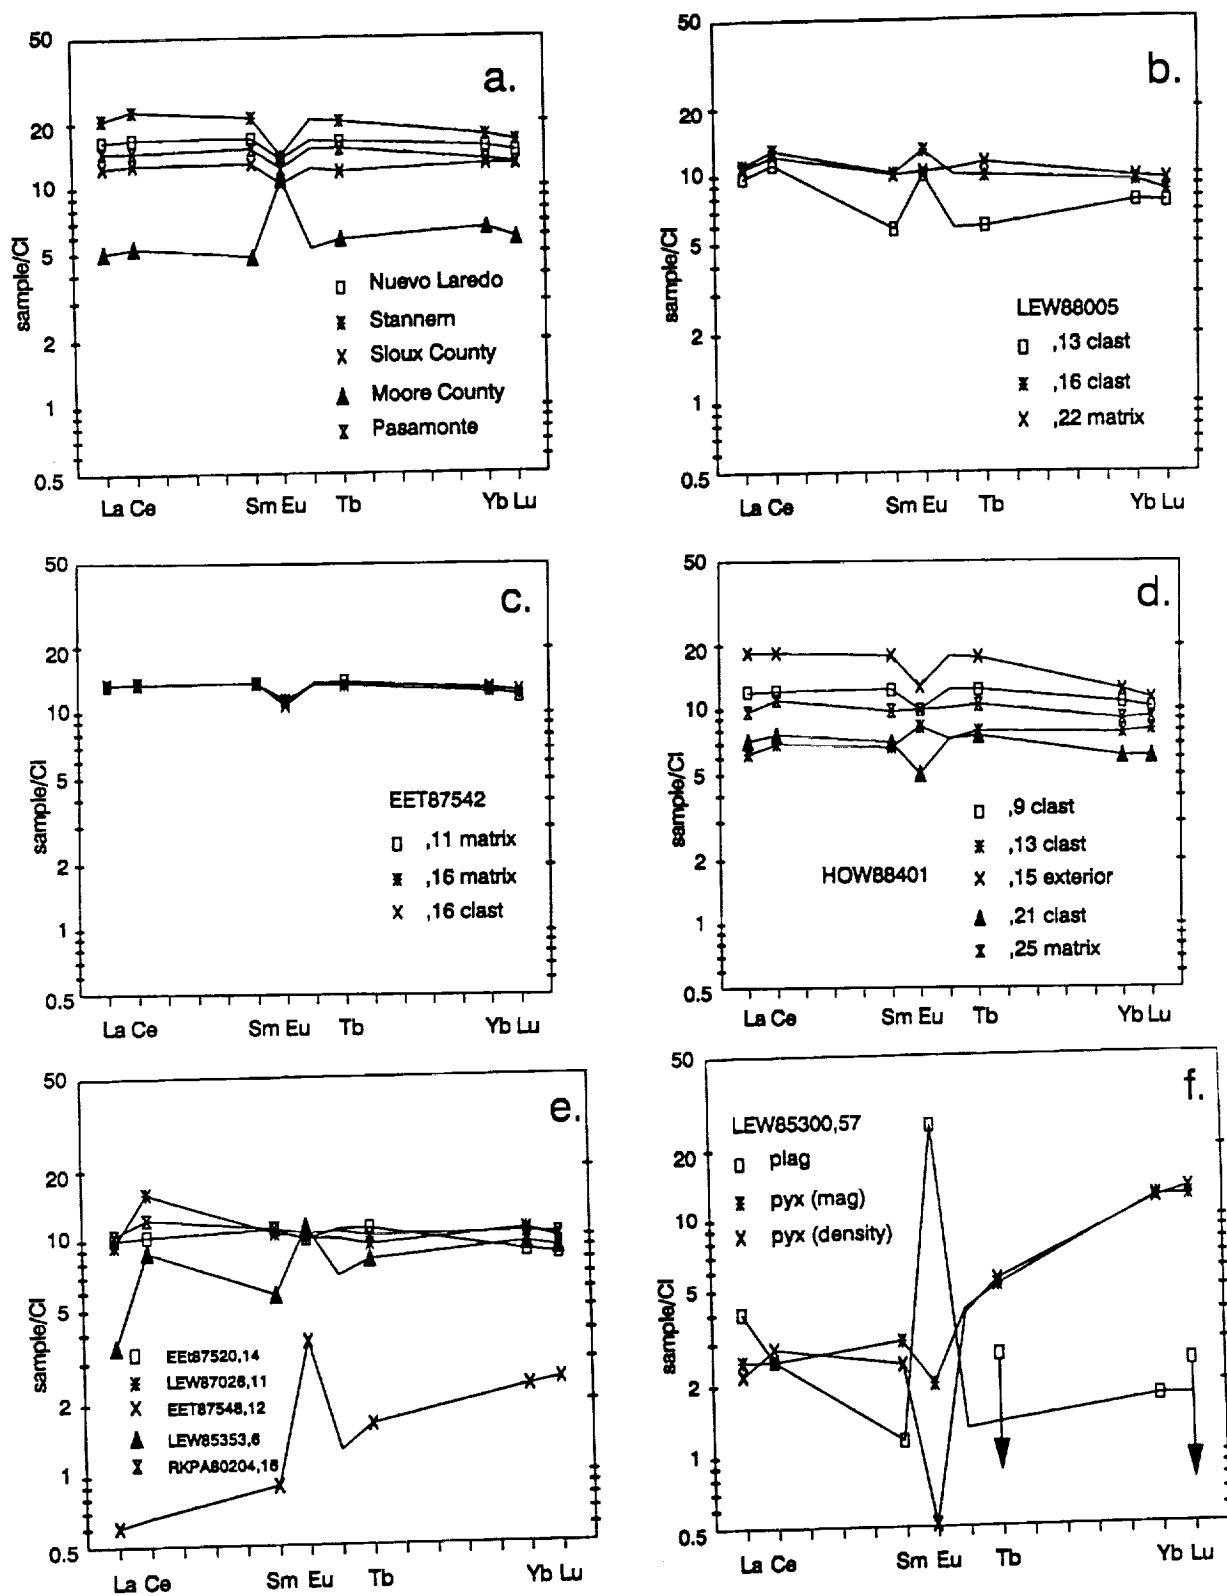 a.
50
20
10
5
2
1
0.5
sample/CI
Nuevo Laredo
Stannern
Sioux County
Moore County
Pasamonte
La Ce Sm Eu Tb Yb Lu
b.
50
20
10
5
2
1
0.5
sample/CI
LEW88005
,13 clast
,16 clast
,22 matrix
La Ce Sm Eu Tb Yb Lu
c.
50
20
10
5
2
1
0.5
sample/CI
EET87542
,11 matrix
,16 matrix
,16 clast
La Ce Sm Eu Tb Yb Lu
d.
50
20
10
5
2
1
0.5
sample/CI
HOW88401
,9 clast
,13 clast
,15 exterior
,21 clast
,25 matrix
La Ce Sm Eu Tb Yb Lu
e.
50
20
10
5
2
1
0.5
sample/CI
EEt87520,14
LEW87026,11
EET87548,12
LEW85353,6
RKPA80204,16
La Ce Sm Eu Tb Yb Lu
f.
50
20
10
5
2
1
0.5
sample/CI
LEW85300,57
plag
pyx (mag)
pyx (density)
La Ce Sm Eu Tb Yb Lu